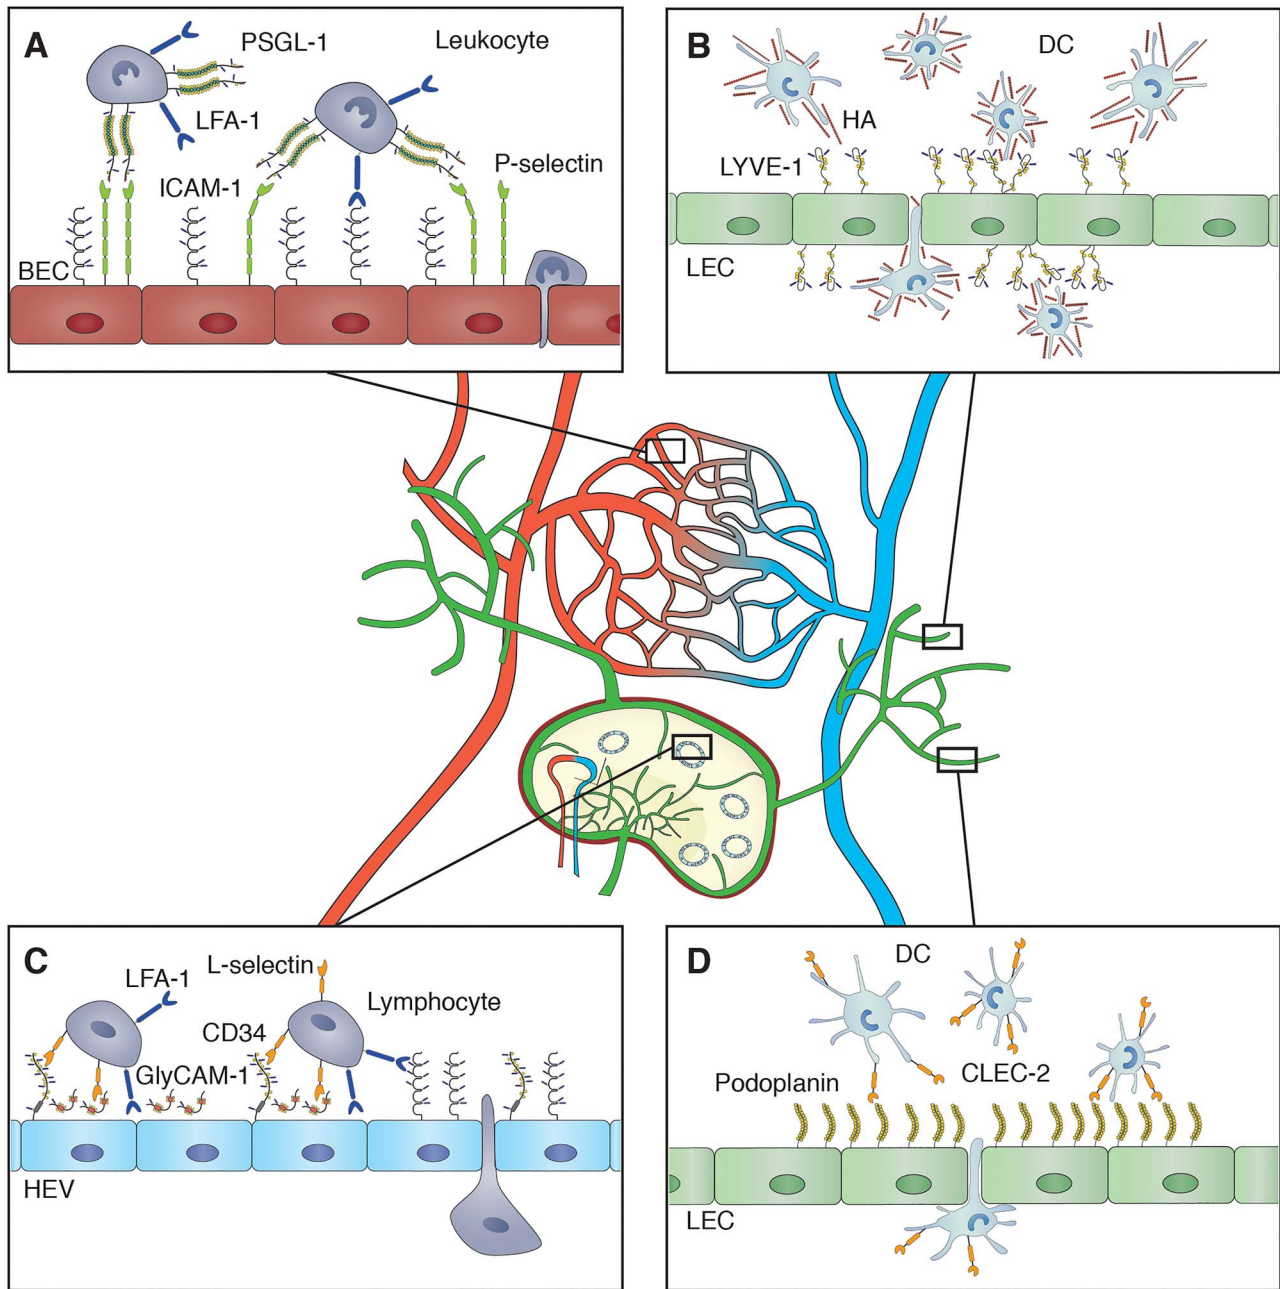 A
PSGL-1
Leukocyte
LFA-1
ICAM-1
P-selectin
BEC
B
DC
HA
LYVE-1
LEC
C
LFA-1
L-selectin
Lymphocyte
CD34
GlyCAM-1
HEV
D
DC
Podoplanin
CLEC-2
LEC